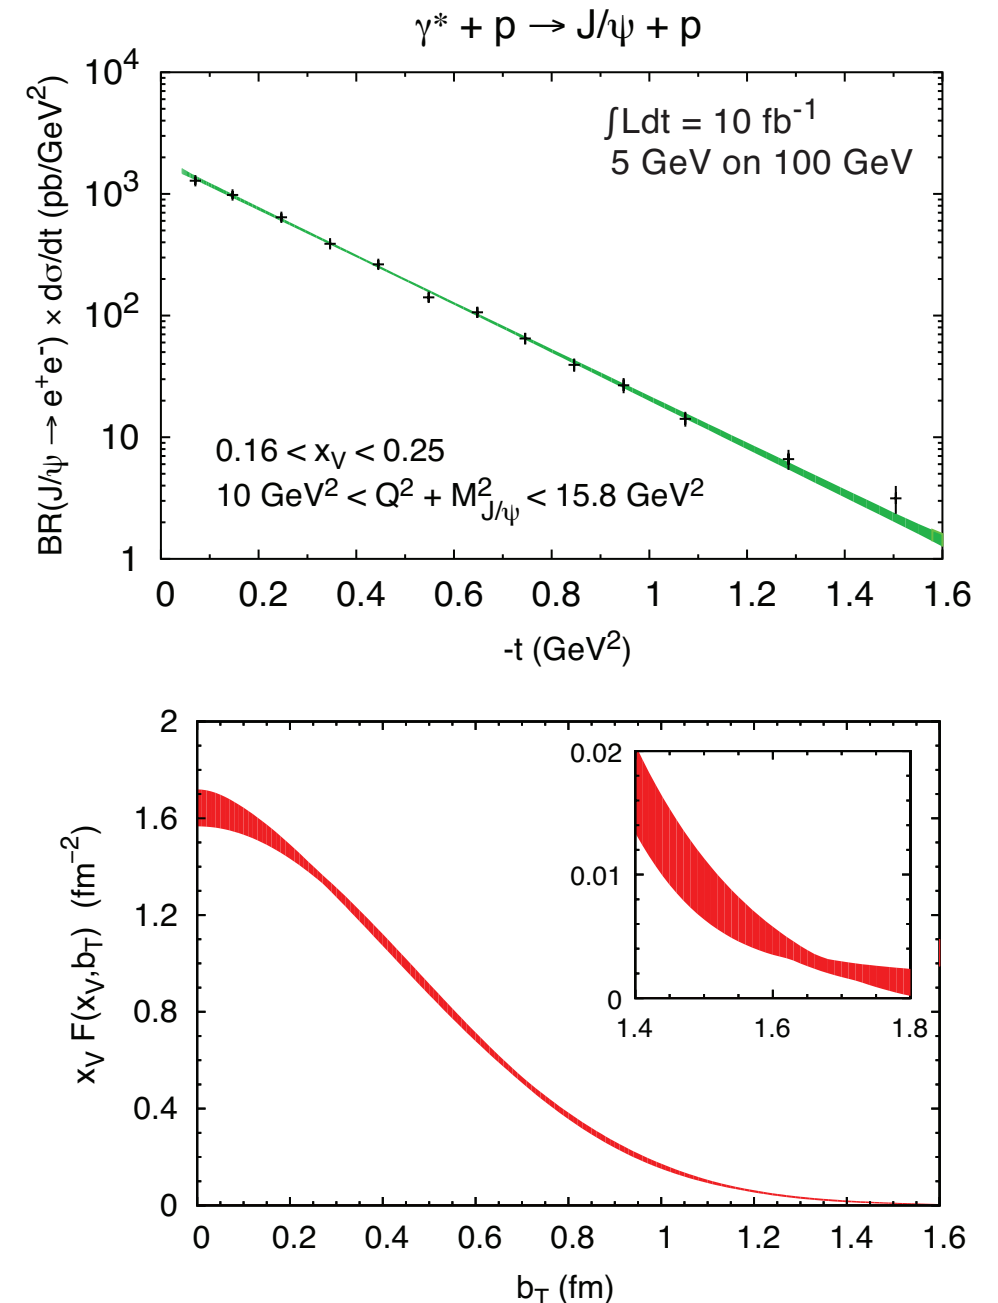 γ* + p → J/ψ + p
BR(J/ψ → e⁺e⁻) × dσ/dt (pb/GeV²)
10⁴
10³
10²
10
1
∫Ldt = 10 fb⁻¹
5 GeV on 100 GeV
0.16 < x_V < 0.25
10 GeV² < Q² + M²_J/ψ < 15.8 GeV²
0 0.2 0.4 0.6 0.8 1 1.2 1.4 1.6
-t (GeV²)
x_V F(x_V,b_T) (fm⁻²)
2
1.6
1.2
0.8
0.4
0
0.02
0.01
0
1.4 1.6 1.8
0 0.2 0.4 0.6 0.8 1 1.2 1.4 1.6
b_T (fm)